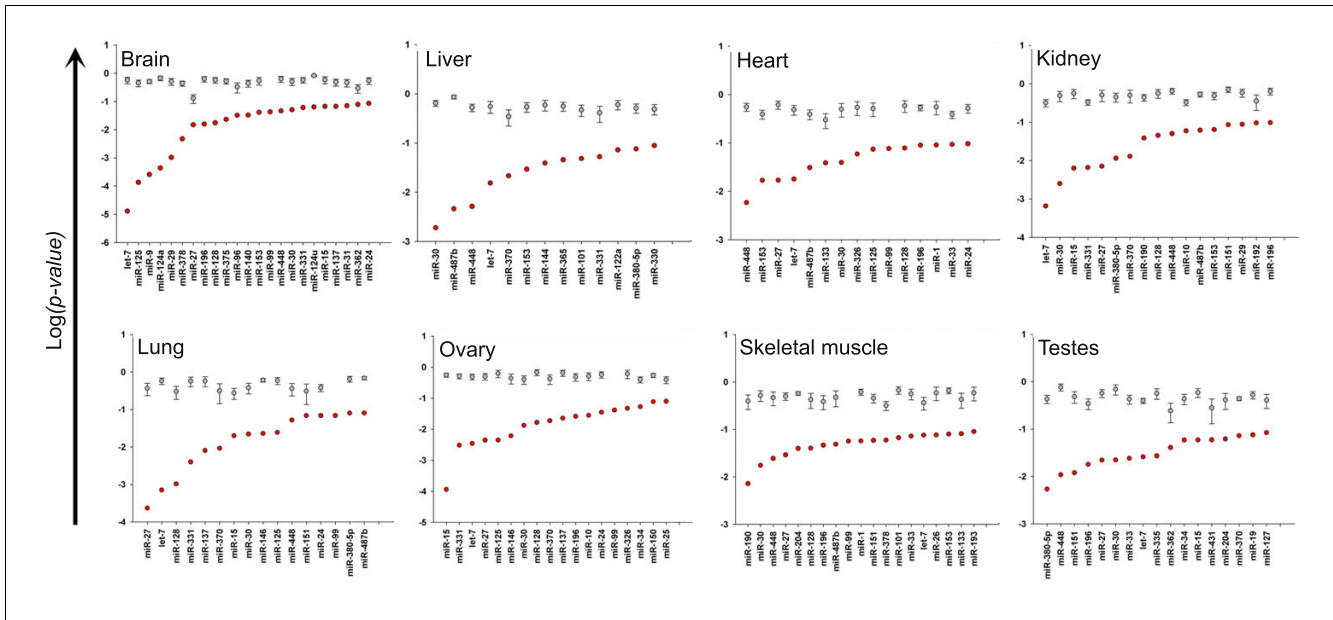 Log(p-value)
Brain
1
0
-1
-2
-3
-4
-5
-6
let-7
miR-125
miR-9
miR-124a
miR-29
miR-378
miR-27
miR-196
miR-128
miR-375
miR-96
miR-140
miR-153
miR-99
miR-448
miR-30
miR-331
miR-124u
miR-15
miR-137
miR-31
miR-362
miR-24
Liver
1
0
-1
-2
-3
miR-30
miR-487b
miR-448
let-7
miR-370
miR-153
miR-144
miR-365
miR-101
miR-331
miR-122a
miR-380-5p
miR-330
Heart
1
0
-1
-2
-3
miR-448
miR-153
miR-27
let-7
miR-487b
miR-133
miR-30
miR-326
miR-125
miR-99
miR-128
miR-196
miR-1
miR-33
miR-24
Kidney
1
0
-1
-2
-3
-4
let-7
miR-30
miR-15
miR-331
miR-27
miR-380-5p
miR-370
miR-190
miR-128
miR-448
miR-10
miR-487b
miR-153
miR-151
miR-29
miR-192
miR-196
Lung
1
0
-1
-2
-3
-4
miR-27
let-7
miR-128
miR-331
miR-137
miR-370
miR-15
miR-30
miR-146
miR-125
miR-448
miR-151
miR-24
miR-99
miR-380-5p
miR-487b
Ovary
1
0
-1
-2
-3
-4
-5
miR-15
miR-331
let-7
miR-27
miR-125
miR-146
miR-30
miR-128
miR-370
miR-137
miR-196
miR-10
miR-24
miR-99
miR-326
miR-34
miR-150
miR-25
Skeletal muscle
1
0
-1
-2
-3
miR-190
miR-30
miR-448
miR-27
miR-204
miR-128
miR-196
miR-487b
miR-99
miR-1
miR-151
miR-378
miR-101
miR-33
let-7
miR-26
miR-153
miR-133
miR-193
Testes
1
0
-1
-2
-3
miR-380-5p
miR-448
miR-151
miR-196
miR-27
miR-30
miR-33
miR-7
miR-335
miR-362
miR-34
miR-15
miR-431
miR-204
miR-370
miR-19
miR-127